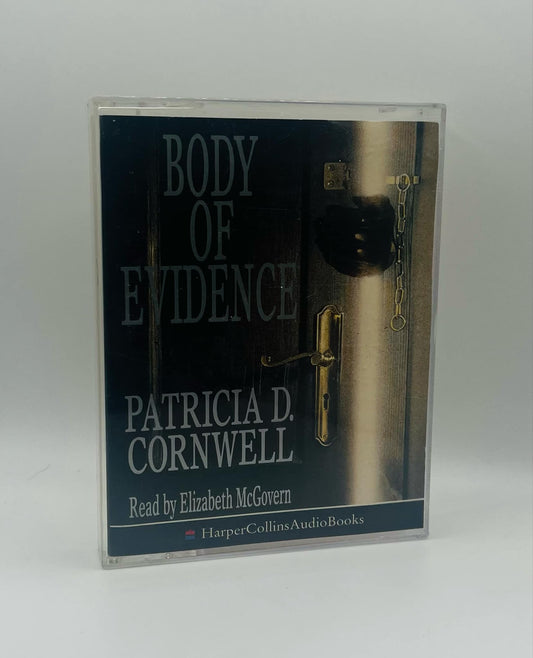 BODY
OF
EVIDENCE
PATRICIA D.
CORNWELL
Read by Elizabeth McGovern
HarperCollinsAudioBooks